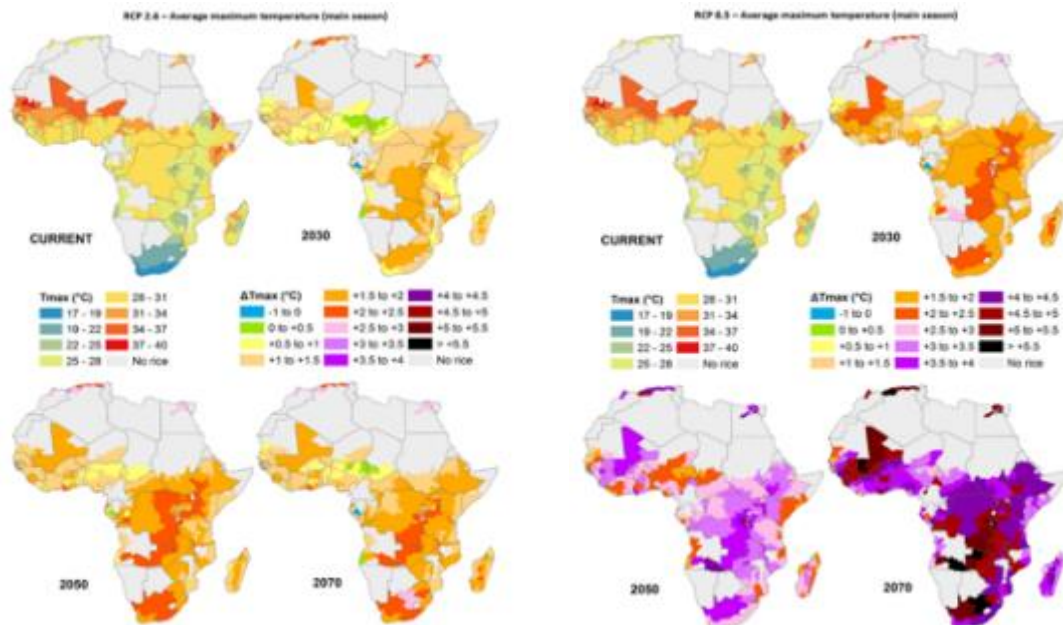 RCP 2.6 – Average maximum temperature (main season)
CURRENT
2030
Tmax (°C)
17 - 19
19 - 22
22 - 25
25 - 28
28 - 31
31 - 34
34 - 37
37 - 40
No rice
ΔTmax (°C)
-1 to 0
0 to +0.5
+0.5 to +1
+1 to +1.5
+1.5 to +2
+2 to +2.5
+2.5 to +3
+3 to +3.5
+3.5 to +4
+4 to +4.5
+4.5 to +5
+5 to +5.5
> +5.5
No rice
2050
2070
RCP 8.5 – Average maximum temperature (main season)
CURRENT
2030
Tmax (°C)
17 - 19
19 - 22
22 - 25
25 - 28
28 - 31
31 - 34
34 - 37
37 - 40
No rice
ΔTmax (°C)
-1 to 0
0 to +0.5
+0.5 to +1
+1 to +1.5
+1.5 to +2
+2 to +2.5
+2.5 to +3
+3 to +3.5
+3.5 to +4
+4 to +4.5
+4.5 to +5
+5 to +5.5
> +5.5
No rice
2050
2070